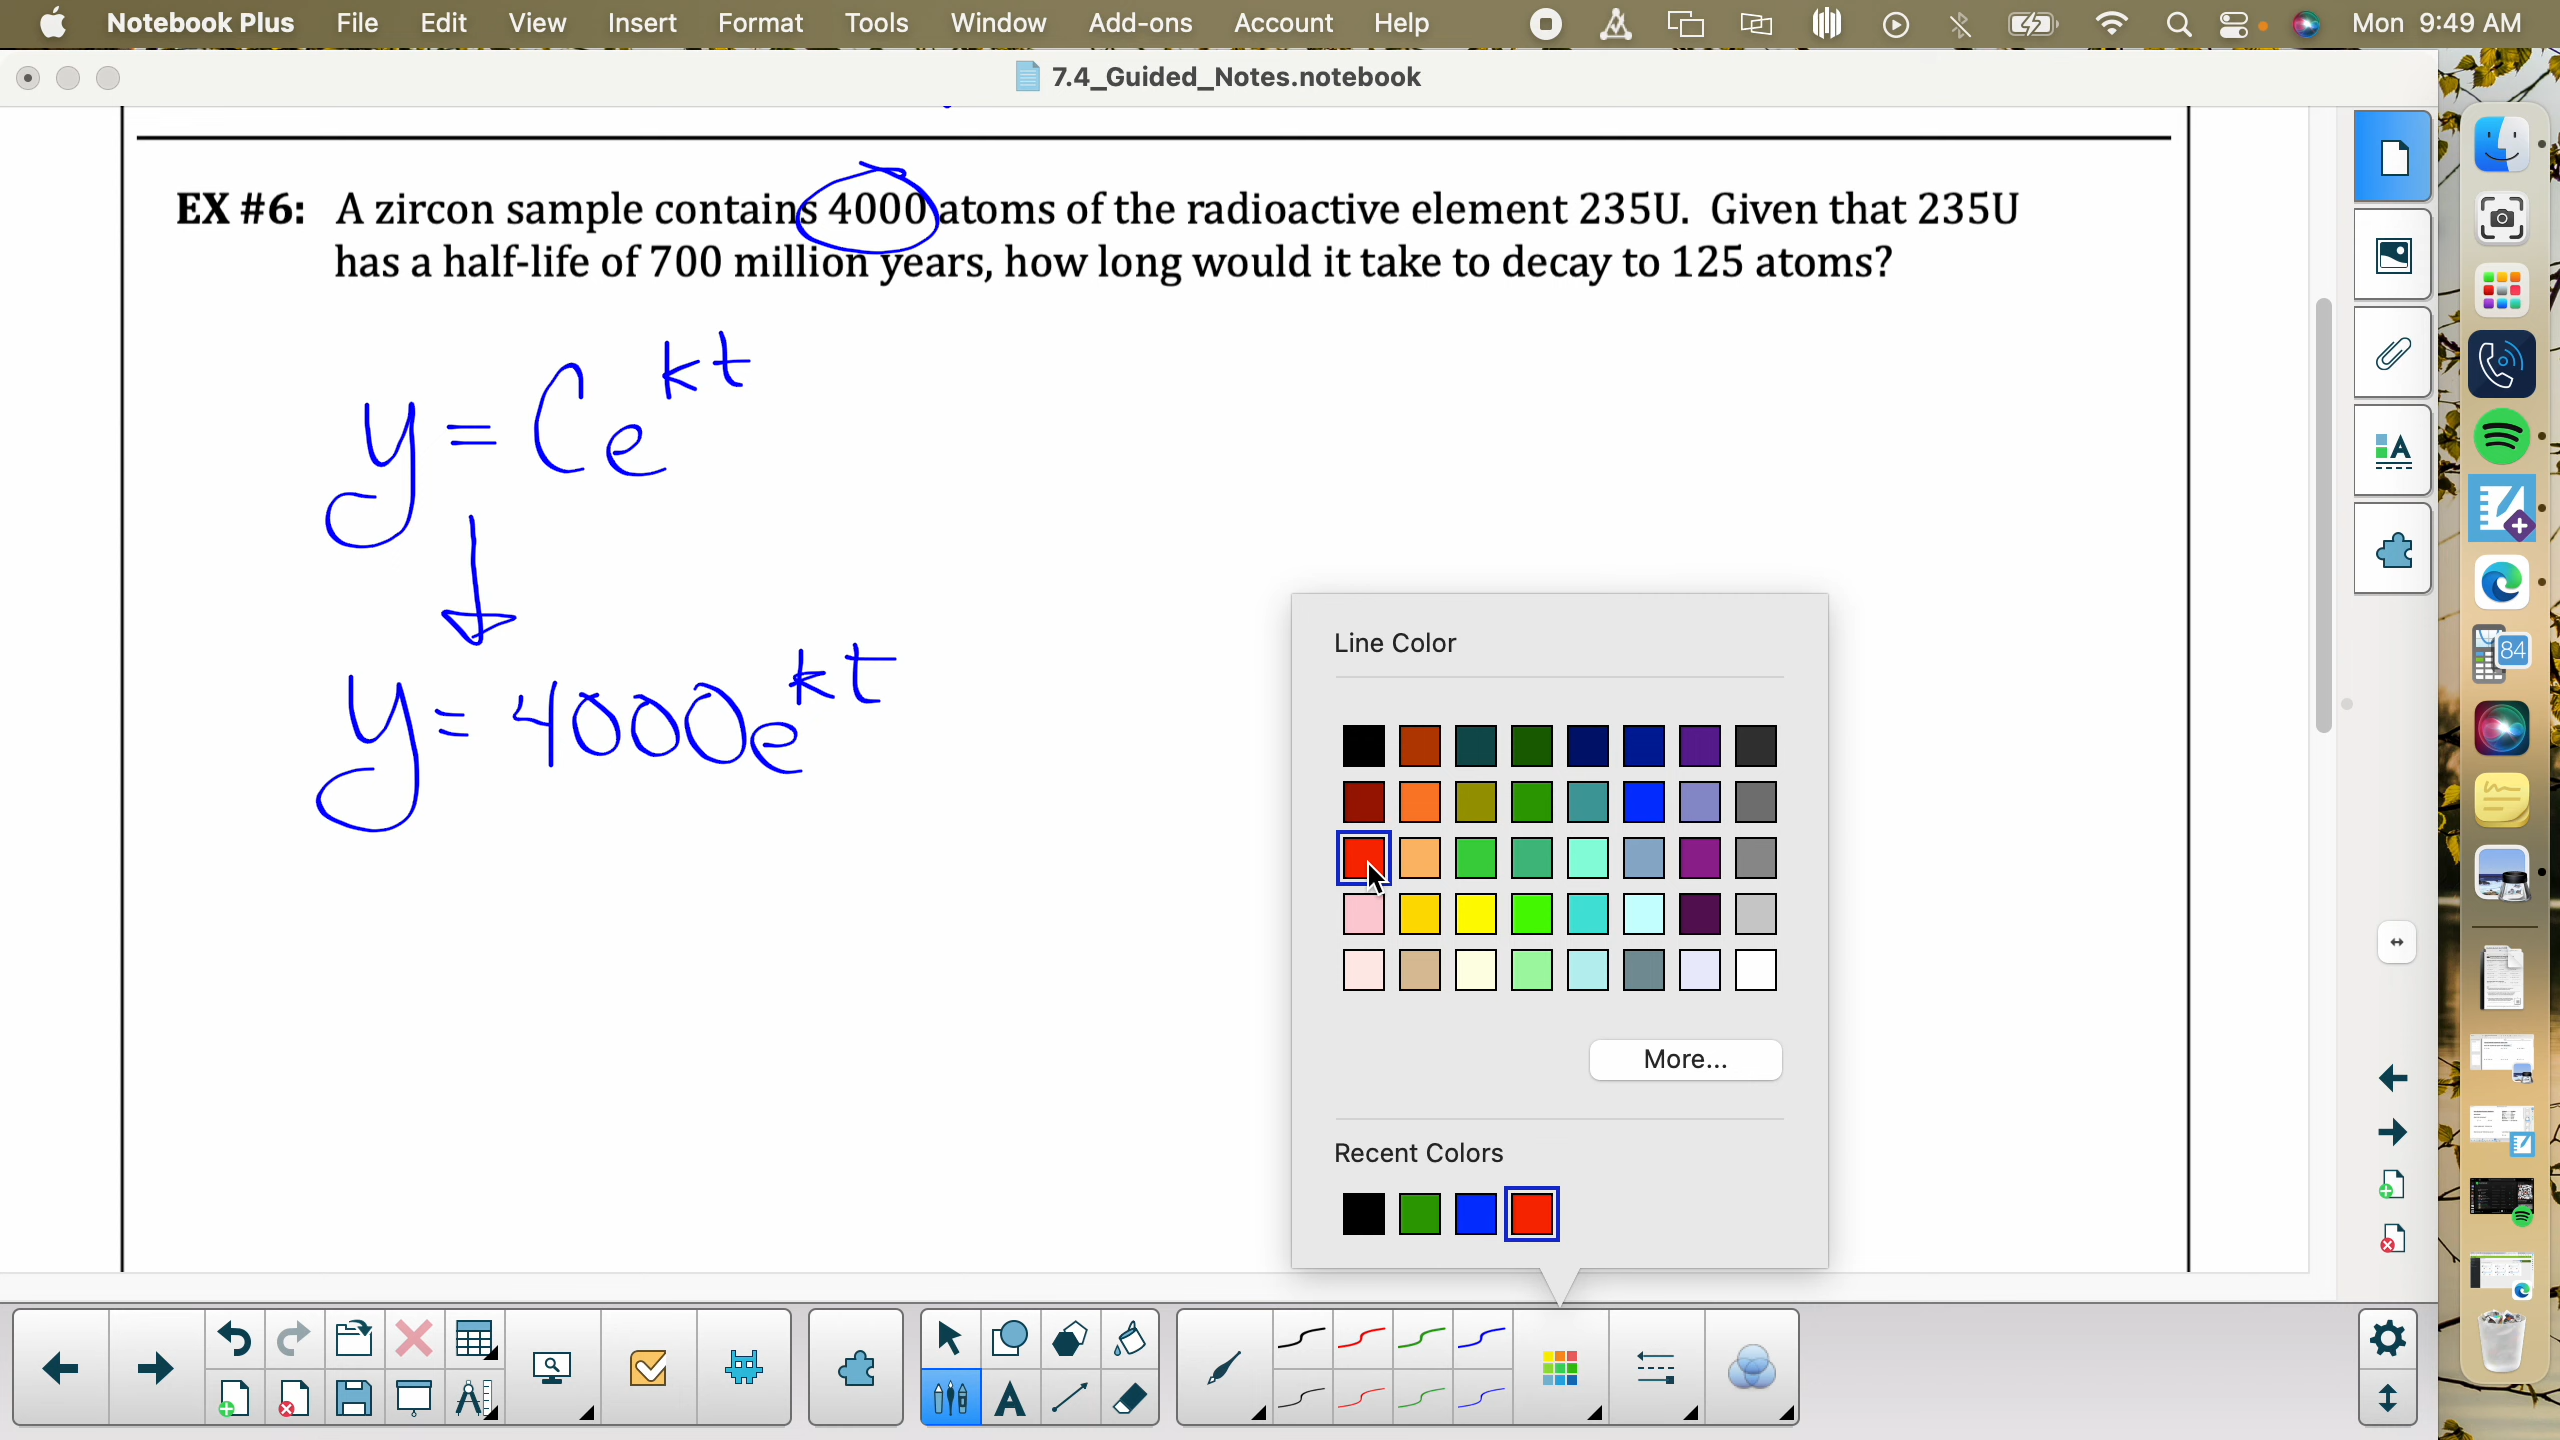 Notebook Plus File Edit View Insert Format Tools Window Add-ons Account Help Mon 9:49 AM
7.4_Guided_Notes.notebook
EX #6: A zircon sample contains 4000 atoms of the radioactive element 235U. Given that 235U
has a half-life of 700 million years, how long would it take to decay to 125 atoms?
y = Ce^kt
y = 4000e^kt
Line Color
More...
Recent Colors
84